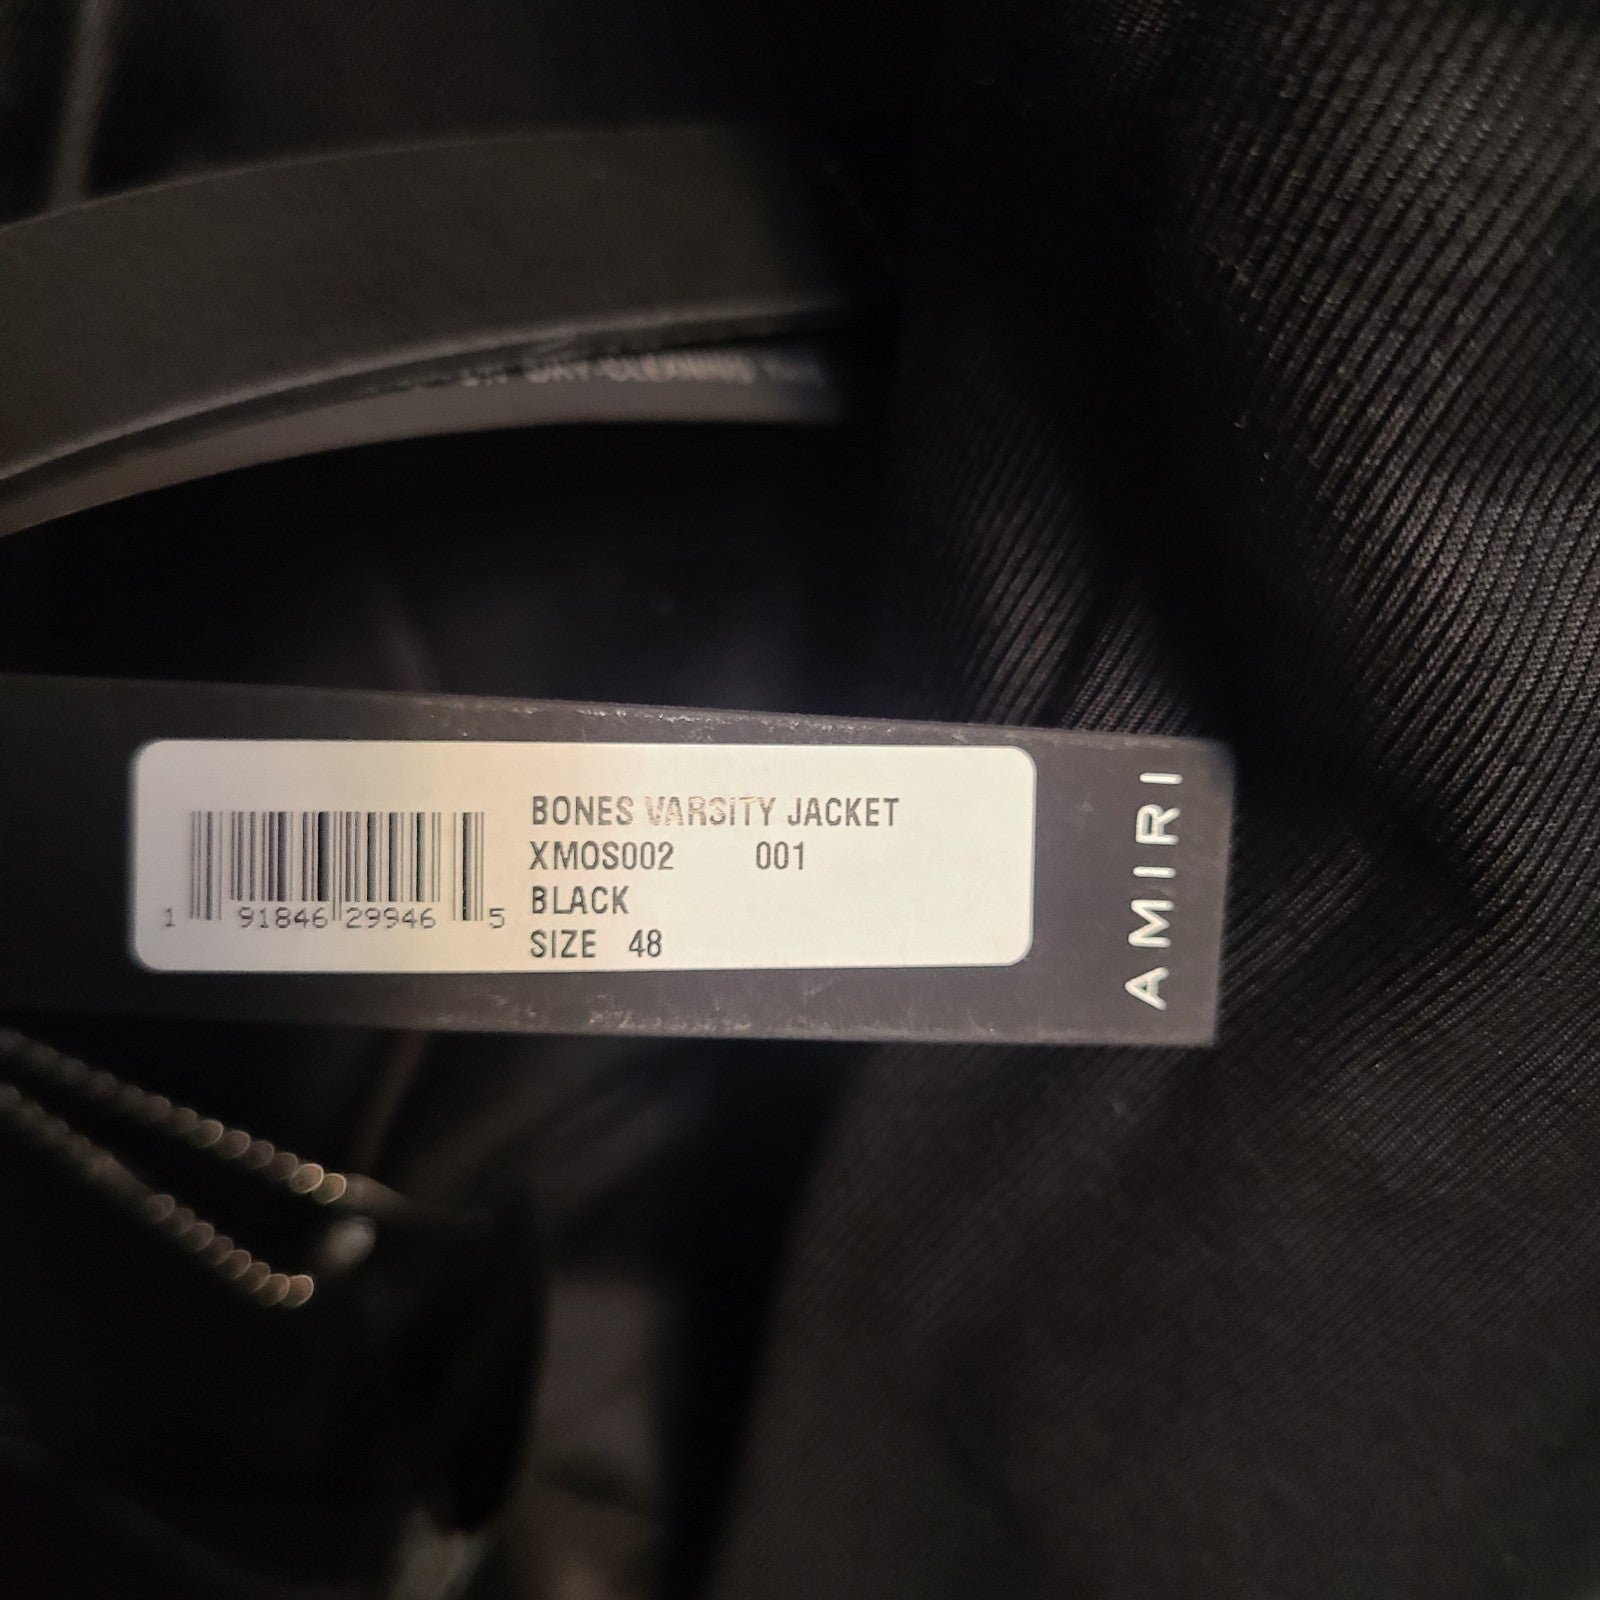 BONES VARSITY JACKET
XMOS002 001
BLACK
SIZE 48
1 91846 29946 5
AMIRI